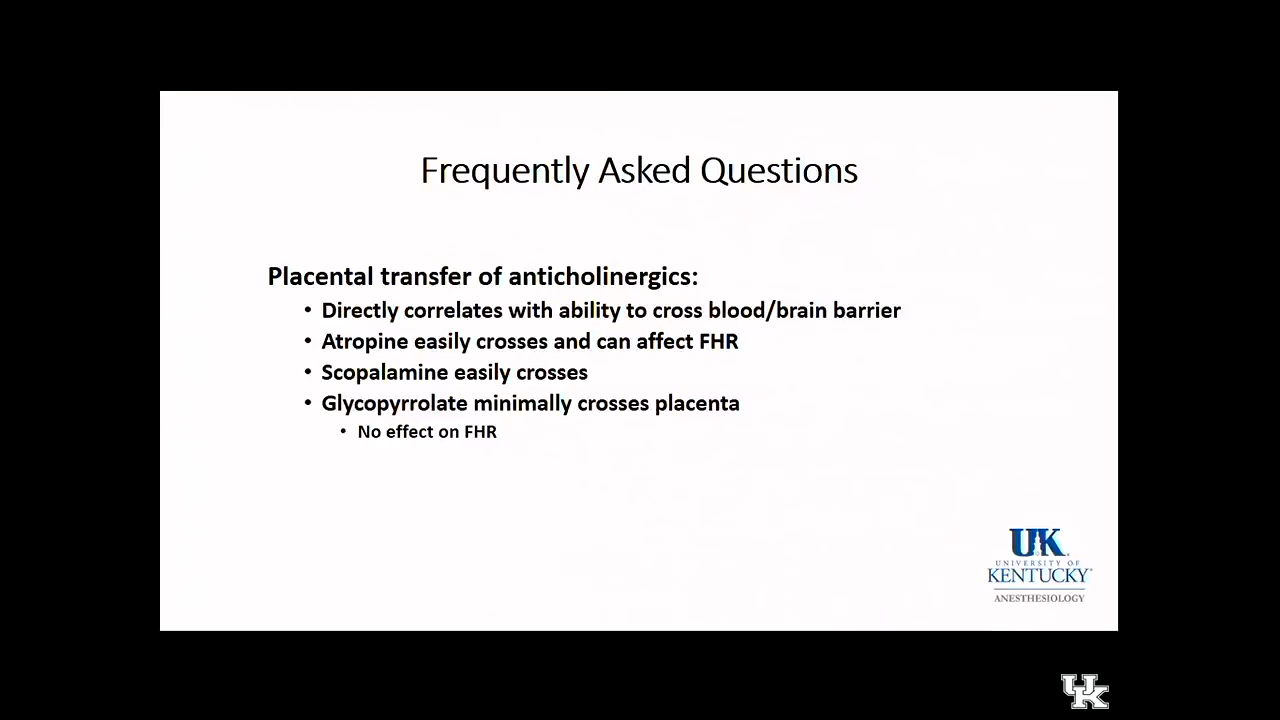 Frequently Asked Questions
Placental transfer of anticholinergics:
• Directly correlates with ability to cross blood/brain barrier
• Atropine easily crosses and can affect FHR
• Scopalamine easily crosses
• Glycopyrrolate minimally crosses placenta
• No effect on FHR
UK
UNIVERSITY OF
KENTUCKY®
ANESTHESIOLOGY
UK